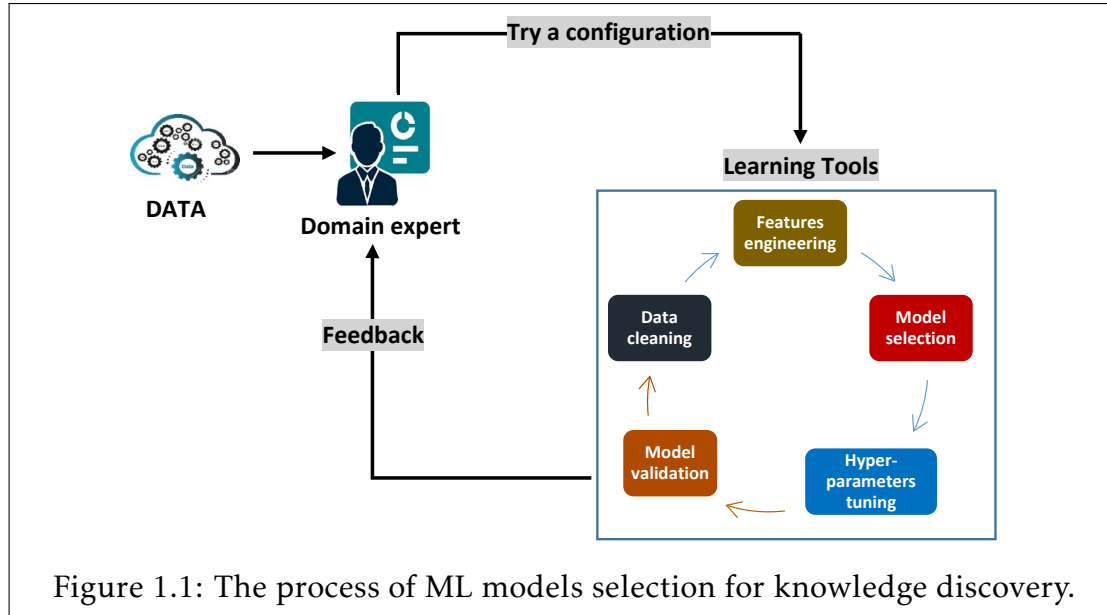 Try a configuration
DATA
Data
Domain expert
Learning Tools
Features
engineering
Data
cleaning
Model
selection
Feedback
Model
validation
Hyper-
parameters
tuning
Figure 1.1: The process of ML models selection for knowledge discovery.